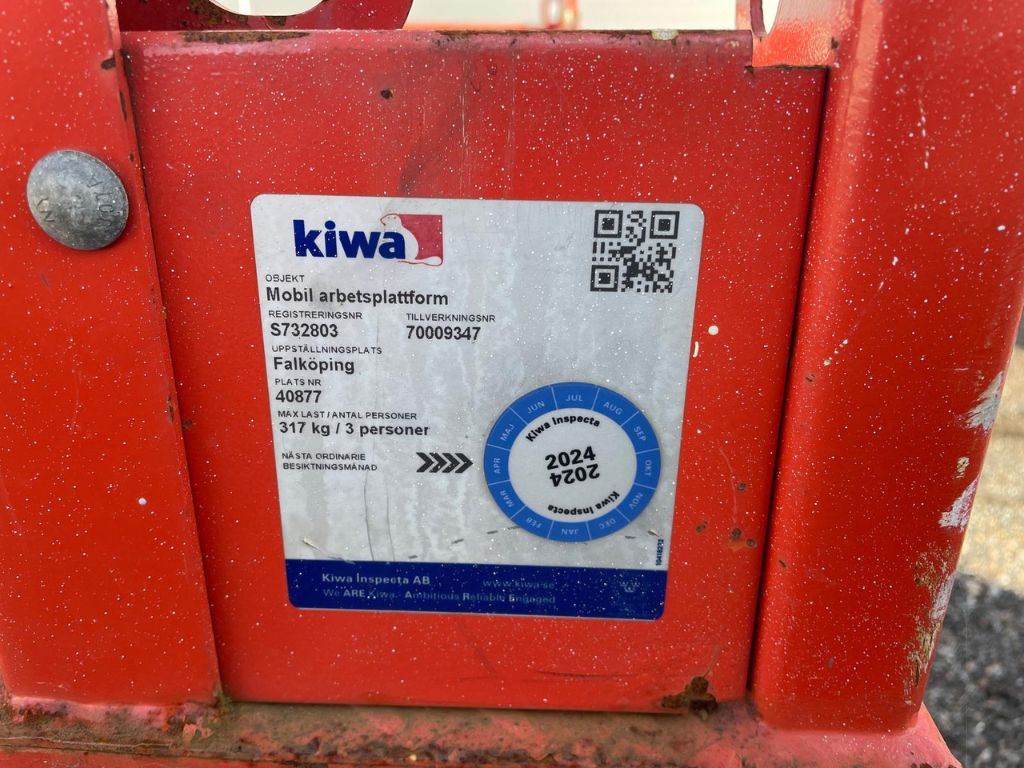 kiwa
OBJEKT
Mobil arbetsplattform
REGISTRERINGSNR TILLVERKNINGSNR
S732803 70009347
UPPSTÄLLNINGSPLATS
Falköping
PLATS NR
40877
MAX LAST / ANTAL PERSONER
317 kg / 3 personer
NÄSTA ORDINARIE
BESIKTNINGSMÅNAD
JAN FEB MAR APR MAJ JUN JUL AUG SEP OKT NOV DEC
Kiwa Inspecta
2024
2024
Kiwa Inspecta
Kiwa Inspecta AB www.kiwa.se
We ARE Kiwa - Ambitious Reliable Engaged